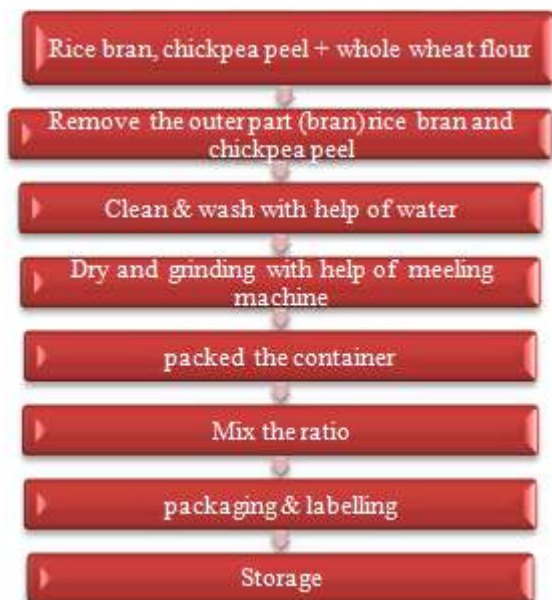 Rice bran, chickpea peel + whole wheat flour
Remove the outer part (bran) rice bran and
chickpea peel
Clean & wash with help of water
Dry and grinding with help of meeling
machine
packed the container
Mix the ratio
packaging & labelling
Storage